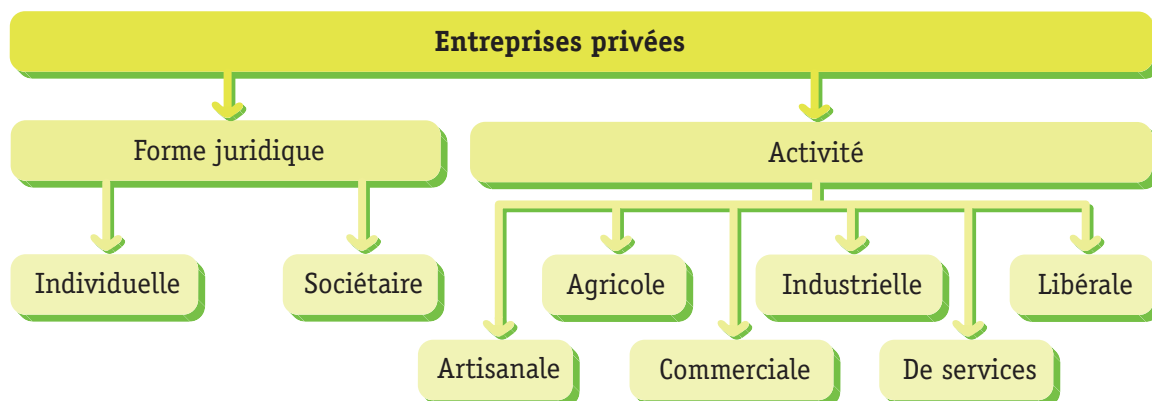 Entreprises privées
Forme juridique
Activité
Individuelle
Sociétaire
Agricole
Industrielle
Libérale
Artisanale
Commerciale
De services